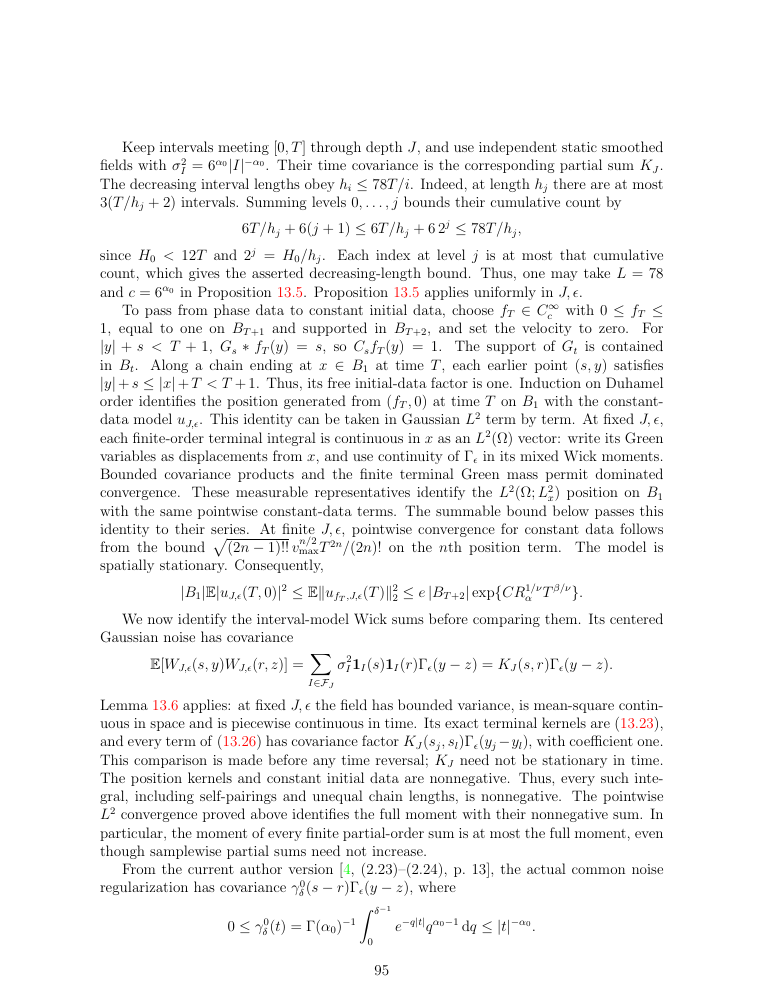 Keep intervals meeting [0, T] through depth J, and use independent static smoothed
fields with σ_I^2 = 6^{α_0}|I|^{−α_0}. Their time covariance is the corresponding partial sum K_J.
The decreasing interval lengths obey h_i ≤ 78T/i. Indeed, at length h_j there are at most
3(T/h_j + 2) intervals. Summing levels 0, . . . , j bounds their cumulative count by
6T/h_j + 6(j + 1) ≤ 6T/h_j + 6 2^j ≤ 78T/h_j,
since H_0 < 12T and 2^j = H_0/h_j. Each index at level j is at most that cumulative
count, which gives the asserted decreasing-length bound. Thus, one may take L = 78
and c = 6^{α_0} in Proposition 13.5. Proposition 13.5 applies uniformly in J, ϵ.
To pass from phase data to constant initial data, choose f_T ∈ C_c^∞ with 0 ≤ f_T ≤
1, equal to one on B_{T+1} and supported in B_{T+2}, and set the velocity to zero. For
|y| + s < T + 1, G_s ∗ f_T(y) = s, so C_s f_T(y) = 1. The support of G_t is contained
in B_t. Along a chain ending at x ∈ B_1 at time T, each earlier point (s, y) satisfies
|y| + s ≤ |x| + T < T + 1. Thus, its free initial-data factor is one. Induction on Duhamel
order identifies the position generated from (f_T, 0) at time T on B_1 with the constant-
data model u_{J,ϵ}. This identity can be taken in Gaussian L^2 term by term. At fixed J, ϵ,
each finite-order terminal integral is continuous in x as an L^2(Ω) vector: write its Green
variables as displacements from x, and use continuity of Γ_ϵ in its mixed Wick moments.
Bounded covariance products and the finite terminal Green mass permit dominated
convergence. These measurable representatives identify the L^2(Ω; L_x^2) position on B_1
with the same pointwise constant-data terms. The summable bound below passes this
identity to their series. At finite J, ϵ, pointwise convergence for constant data follows
from the bound √((2n − 1)!!) v_{max}^{n/2} T^{2n}/(2n)! on the nth position term. The model is
spatially stationary. Consequently,
|B_1|𝔼|u_{J,ϵ}(T, 0)|^2 ≤ 𝔼‖u_{f_T,J,ϵ}(T)‖_2^2 ≤ e |B_{T+2}| exp{CR_α^{1/ν} T^{β/ν}}.
We now identify the interval-model Wick sums before comparing them. Its centered
Gaussian noise has covariance
𝔼[W_{J,ϵ}(s, y)W_{J,ϵ}(r, z)] = ∑_{I∈𝓕_J} σ_I^2 𝟏_I(s)𝟏_I(r)Γ_ϵ(y − z) = K_J(s, r)Γ_ϵ(y − z).
Lemma 13.6 applies: at fixed J, ϵ the field has bounded variance, is mean-square contin-
uous in space and is piecewise continuous in time. Its exact terminal kernels are (13.23),
and every term of (13.26) has covariance factor K_J(s_j, s_l)Γ_ϵ(y_j − y_l), with coefficient one.
This comparison is made before any time reversal; K_J need not be stationary in time.
The position kernels and constant initial data are nonnegative. Thus, every such inte-
gral, including self-pairings and unequal chain lengths, is nonnegative. The pointwise
L^2 convergence proved above identifies the full moment with their nonnegative sum. In
particular, the moment of every finite partial-order sum is at most the full moment, even
though samplewise partial sums need not increase.
From the current author version [4, (2.23)–(2.24), p. 13], the actual common noise
regularization has covariance γ_δ^0(s − r)Γ_ϵ(y − z), where
0 ≤ γ_δ^0(t) = Γ(α_0)^{−1} ∫_0^{δ^{−1}} e^{−q|t|} q^{α_0−1} dq ≤ |t|^{−α_0}.
95